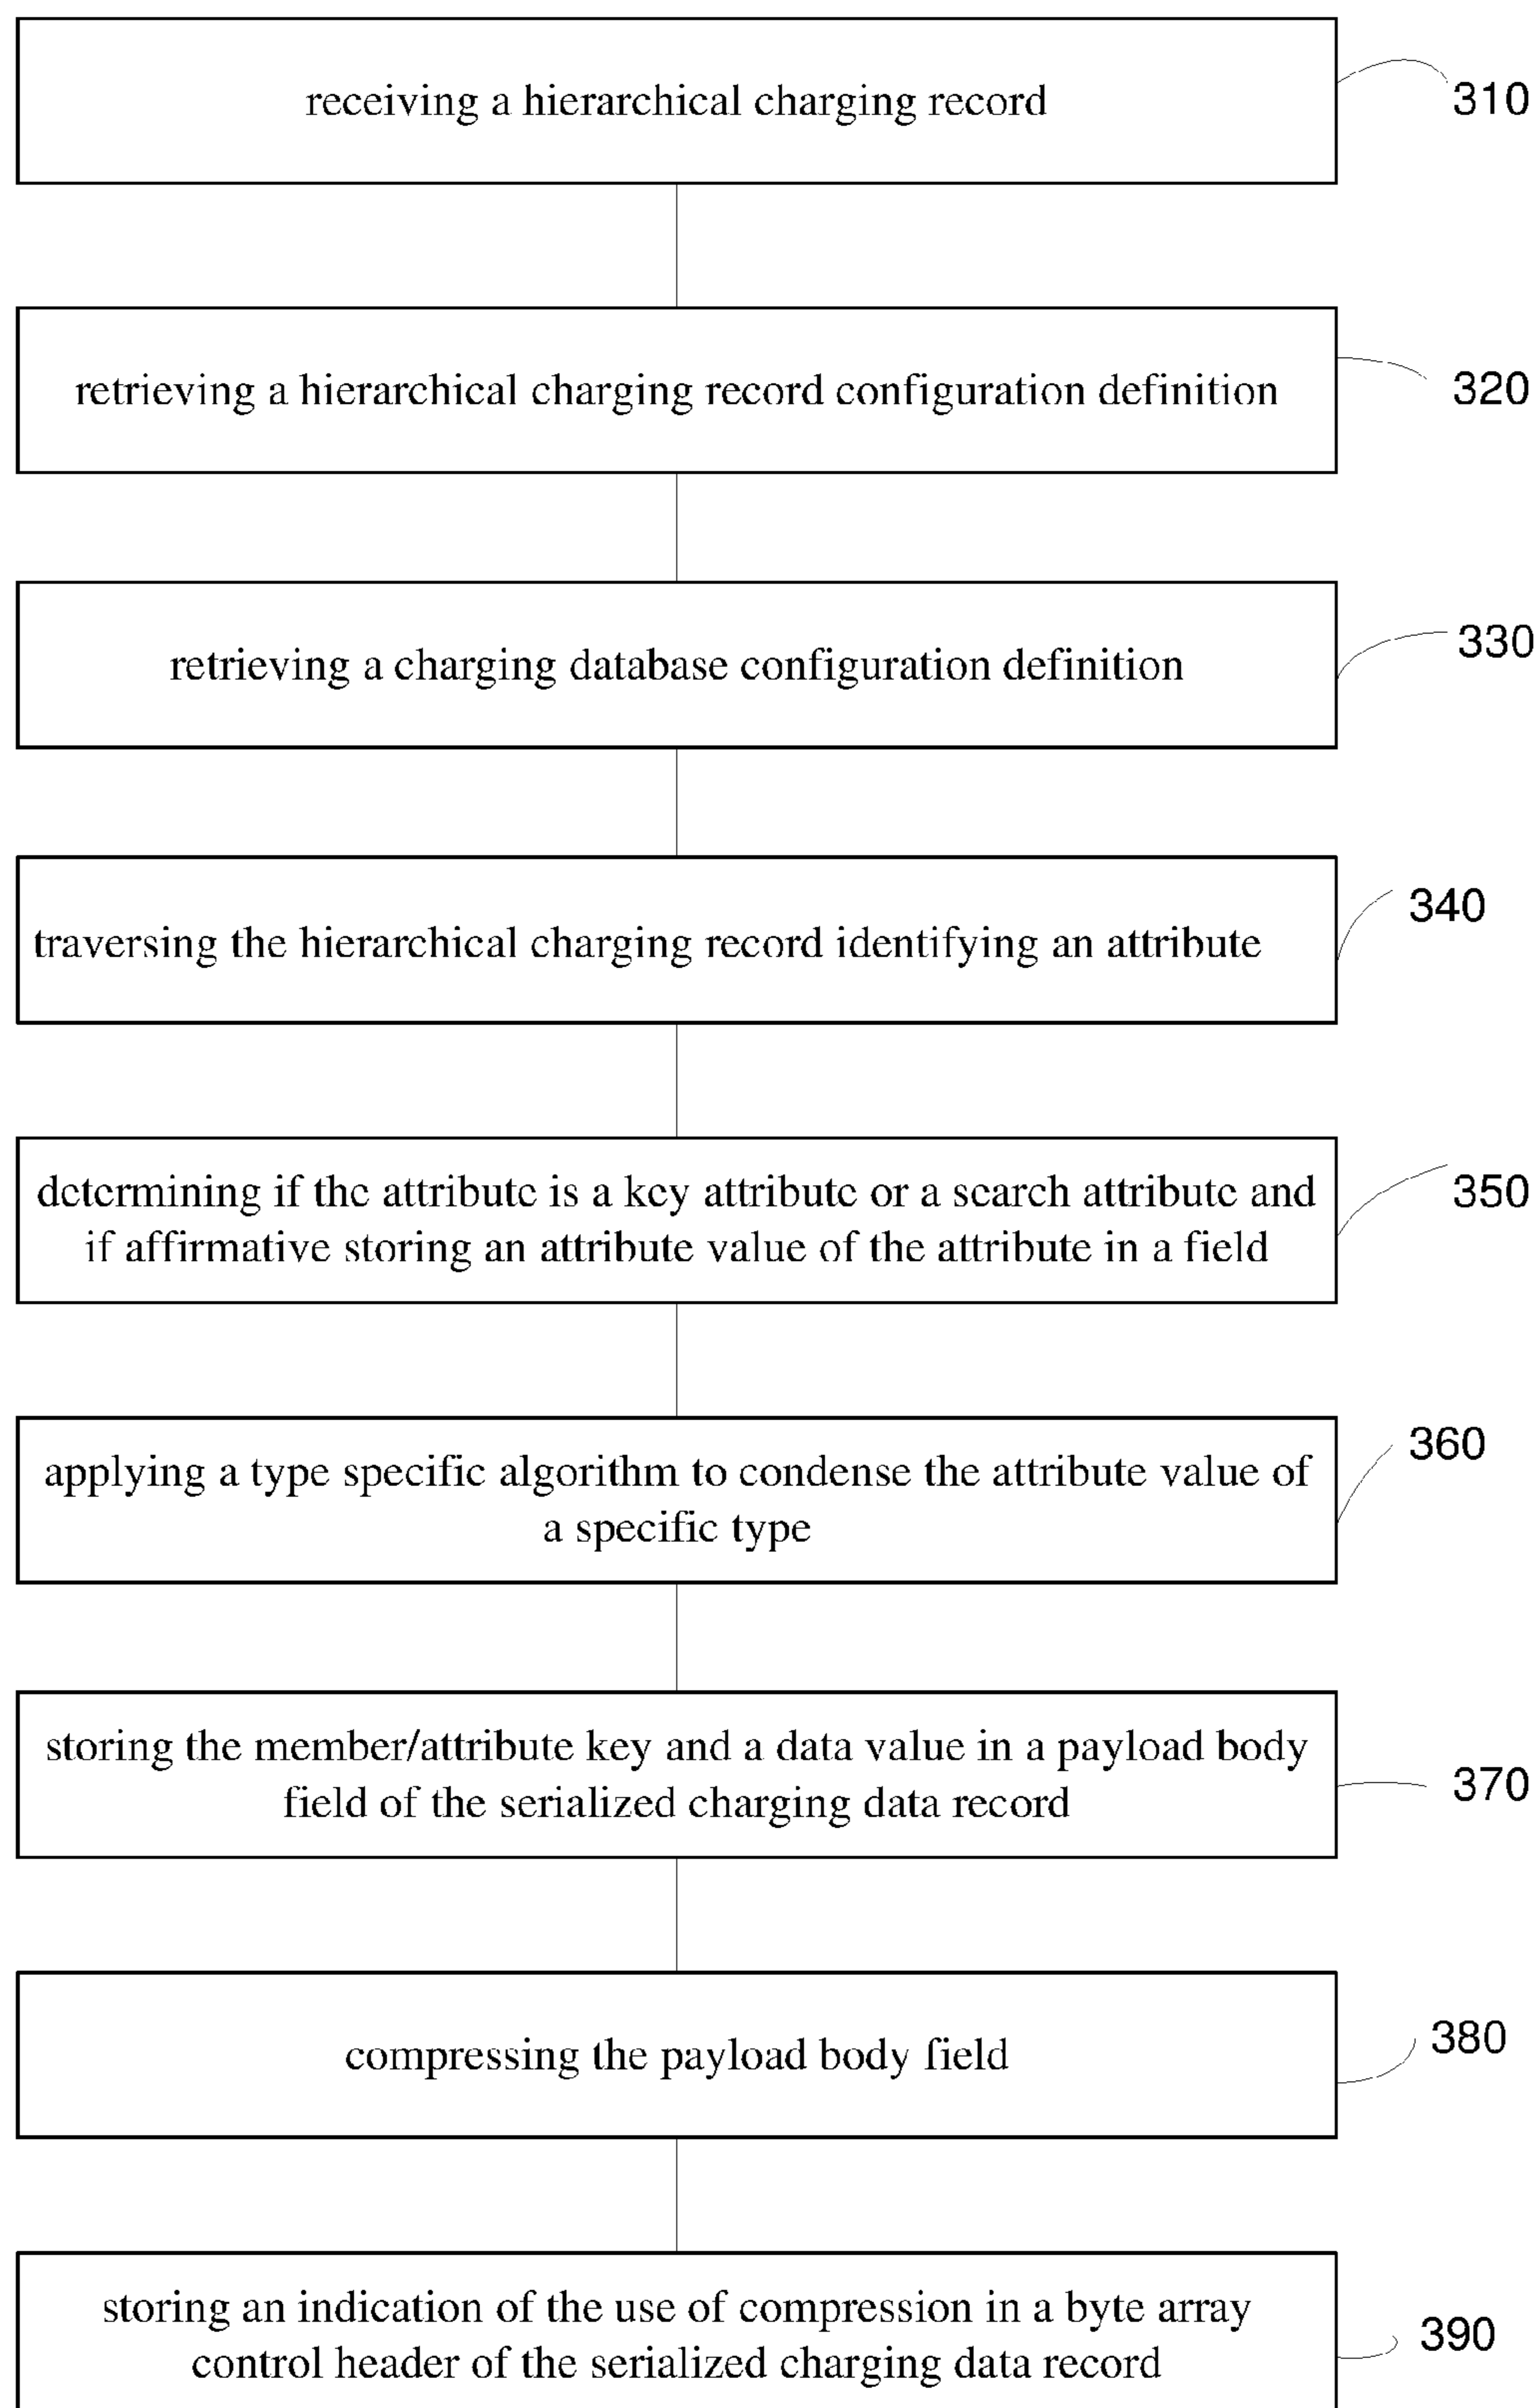 receiving a hierarchical charging record
310
retrieving a hierarchical charging record configuration definition
320
retrieving a charging database configuration definition
330
traversing the hierarchical charging record identifying an attribute
340
determining if the attribute is a key attribute or a search attribute and
if affirmative storing an attribute value of the attribute in a field
350
applying a type specific algorithm to condense the attribute value of
a specific type
360
storing the member/attribute key and a data value in a payload body
field of the serialized charging data record
370
compressing the payload body field
380
storing an indication of the use of compression in a byte array
control header of the serialized charging data record
390